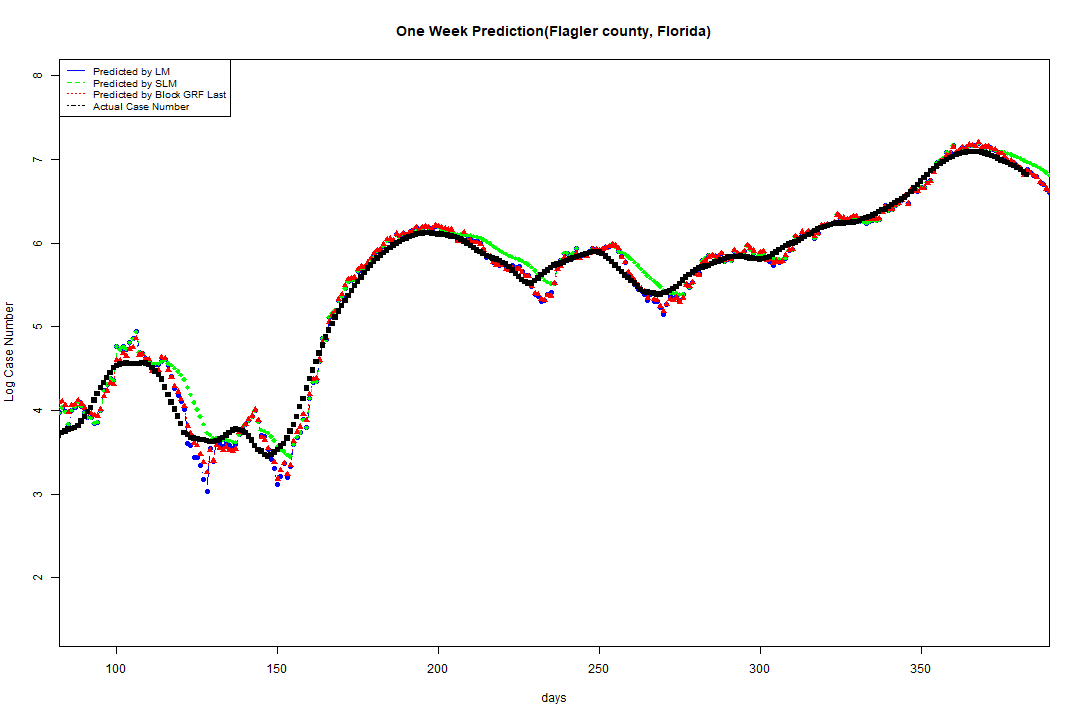 One Week Prediction(Flagler county, Florida)
Predicted by LM
Predicted by SLM
Predicted by Block GRF Last
Actual Case Number
8
7
6
5
4
3
2
Log Case Number
100 150 200 250 300 350
days